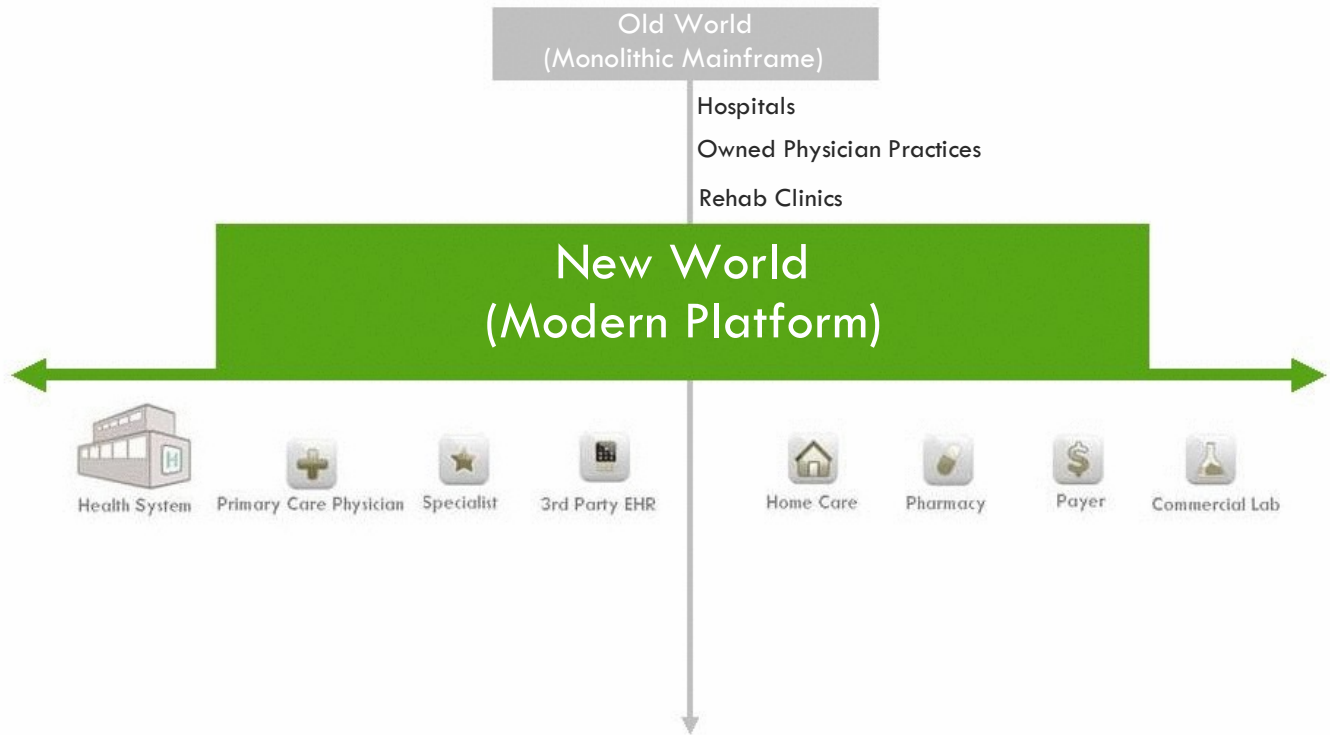 Old World
(Monolithic Mainframe)
Hospitals
Owned Physician Practices
Rehab Clinics
New World
(Modern Platform)
H
Health System
Primary Care Physician
Specialist
3rd Party EHR
Home Care
Pharmacy
$
Payer
Commercial Lab